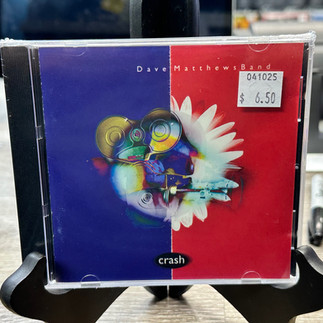 Dave Matthews Band
041025
$ 6.50
crash